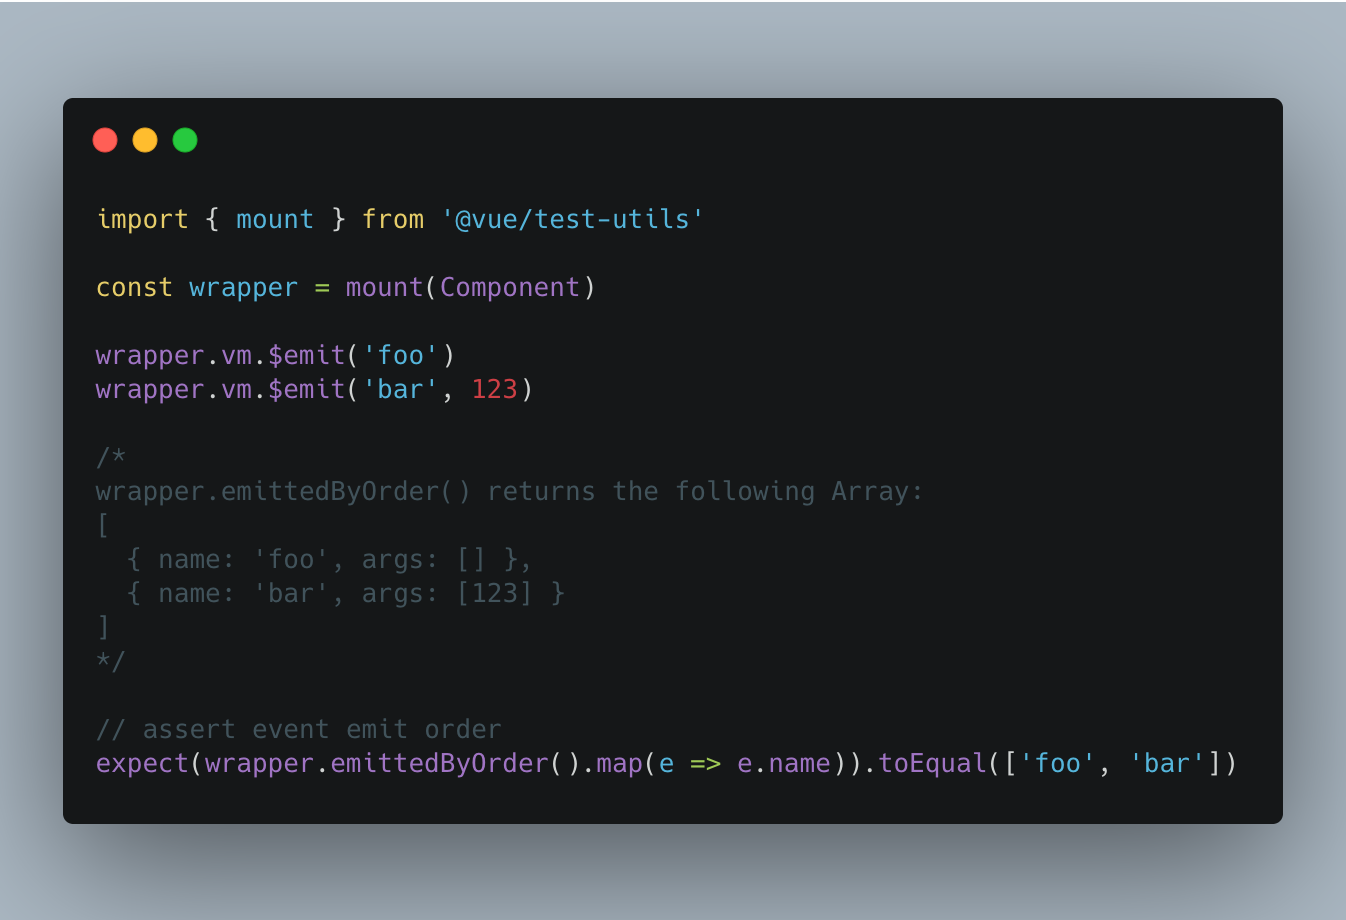 import { mount } from '@vue/test-utils'
const wrapper = mount(Component)
wrapper.vm.$emit('foo')
wrapper.vm.$emit('bar', 123)
/*
wrapper.emittedByOrder() returns the following Array:
[
  { name: 'foo', args: [] },
  { name: 'bar', args: [123] }
]
*/
// assert event emit order
expect(wrapper.emittedByOrder().map(e => e.name)).toEqual(['foo', 'bar'])